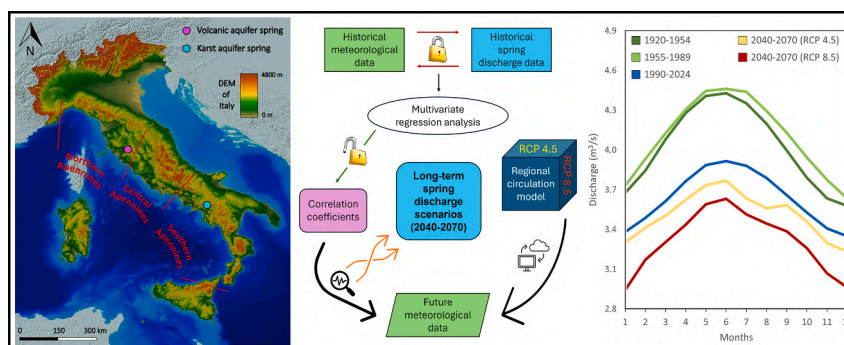 N
Volcanic aquifer spring
Karst aquifer spring
DEM
of
Italy
4800 m
0 m
Northern
Apennines
Central
Apennines
Southern
Apennines
0 150 300 km
Historical
meteorological
data
Historical
spring
discharge data
Multivariate
regression analysis
Correlation
coefficients
Long-term
spring
discharge
scenarios
(2040-2070)
RCP 4.5
RCP 8.5
Regional
circulation
model
Future
meteorological
data
1920-1954
1955-1989
1990-2024
2040-2070 (RCP 4.5)
2040-2070 (RCP 8.5)
Discharge (m³/s)
4.9
4.6
4.3
4.0
3.7
3.4
3.1
2.8
1 2 3 4 5 6 7 8 9 10 11
Months